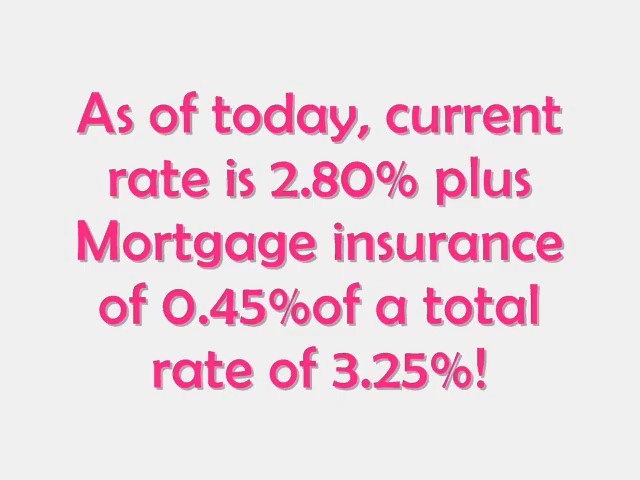 As of today, current
rate is 2.80% plus
Mortgage insurance
of 0.45%of a total
rate of 3.25%!